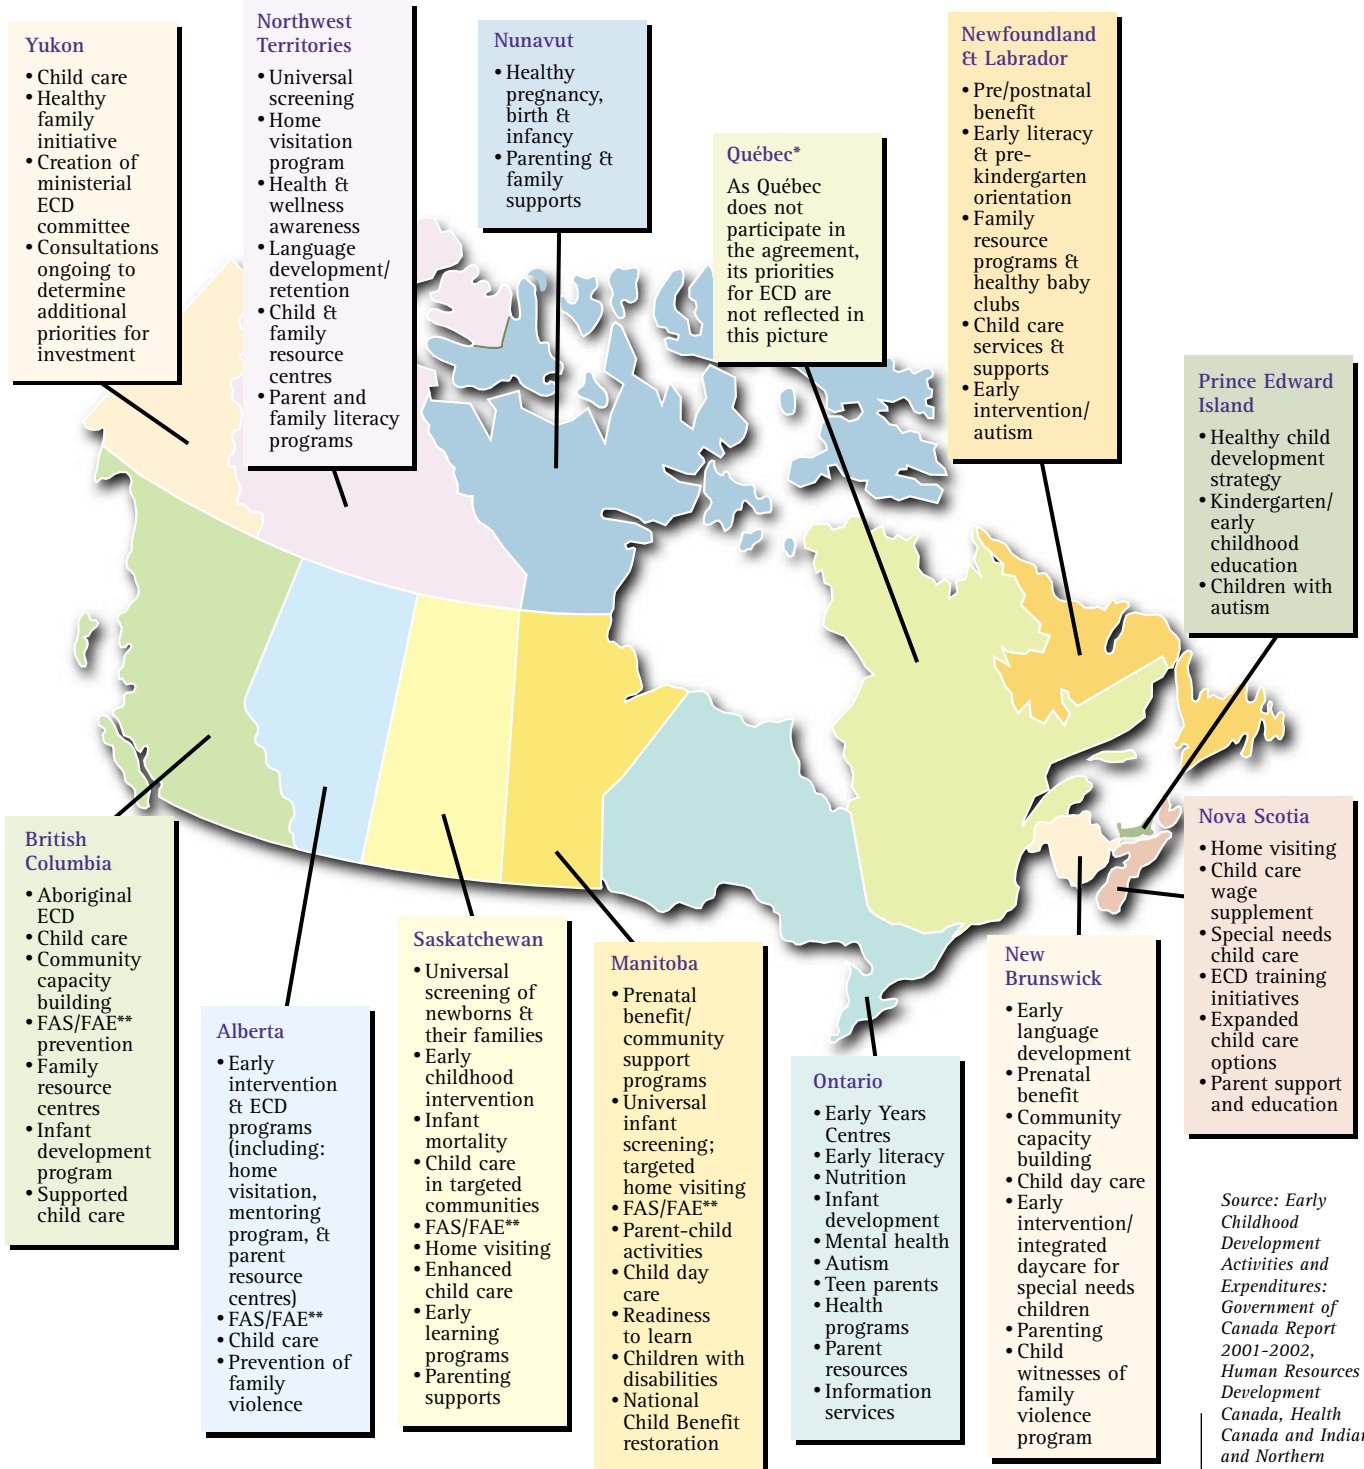 Yukon
• Child care
• Healthy
family
initiative
• Creation of
ministerial
ECD
committee
• Consultations
ongoing to
determine
additional
priorities for
investment
Northwest
Territories
• Universal
screening
• Home
visitation
program
• Health &
wellness
awareness
• Language
development/
retention
• Child &
family
resource
centres
• Parent and
family literacy
programs
Nunavut
• Healthy
pregnancy,
birth &
infancy
• Parenting &
family
supports
Québec*
As Québec
does not
participate in
the agreement,
its priorities
for ECD are
not reflected in
this picture
Newfoundland
& Labrador
• Pre/postnatal
benefit
• Early literacy
& pre-
kindergarten
orientation
• Family
resource
programs &
healthy baby
clubs
• Child care
services &
supports
• Early
intervention/
autism
Prince Edward
Island
• Healthy child
development
strategy
• Kindergarten/
early
childhood
education
• Children with
autism
British
Columbia
• Aboriginal
ECD
• Child care
• Community
capacity
building
• FAS/FAE**
prevention
• Family
resource
centres
• Infant
development
program
• Supported
child care
Alberta
• Early
intervention
& ECD
programs
(including:
home
visitation,
mentoring
program, &
parent
resource
centres)
• FAS/FAE**
• Child care
• Prevention of
family
violence
Saskatchewan
• Universal
screening of
newborns &
their families
• Early
childhood
intervention
• Infant
mortality
• Child care
in targeted
communities
• FAS/FAE**
• Home visiting
• Enhanced
child care
• Early
learning
programs
• Parenting
supports
Manitoba
• Prenatal
benefit/
community
support
programs
• Universal
infant
screening;
targeted
home visiting
• FAS/FAE**
• Parent-child
activities
• Child day
care
• Readiness
to learn
• Children with
disabilities
• National
Child Benefit
restoration
Ontario
• Early Years
Centres
• Early literacy
• Nutrition
• Infant
development
• Mental health
• Autism
• Teen parents
• Health
programs
• Parent
resources
• Information
services
New
Brunswick
• Early
language
development
• Prenatal
benefit
• Community
capacity
building
• Child day care
• Early
intervention/
integrated
daycare for
special needs
children
• Parenting
• Child
witnesses of
family
violence
program
Nova Scotia
• Home visiting
• Child care
wage
supplement
• Special needs
child care
• ECD training
initiatives
• Expanded
child care
options
• Parent support
and education
Source: Early
Childhood
Development
Activities and
Expenditures:
Government of
Canada Report
2001-2002,
Human Resources
Development
Canada, Health
Canada and Indian
and Northern